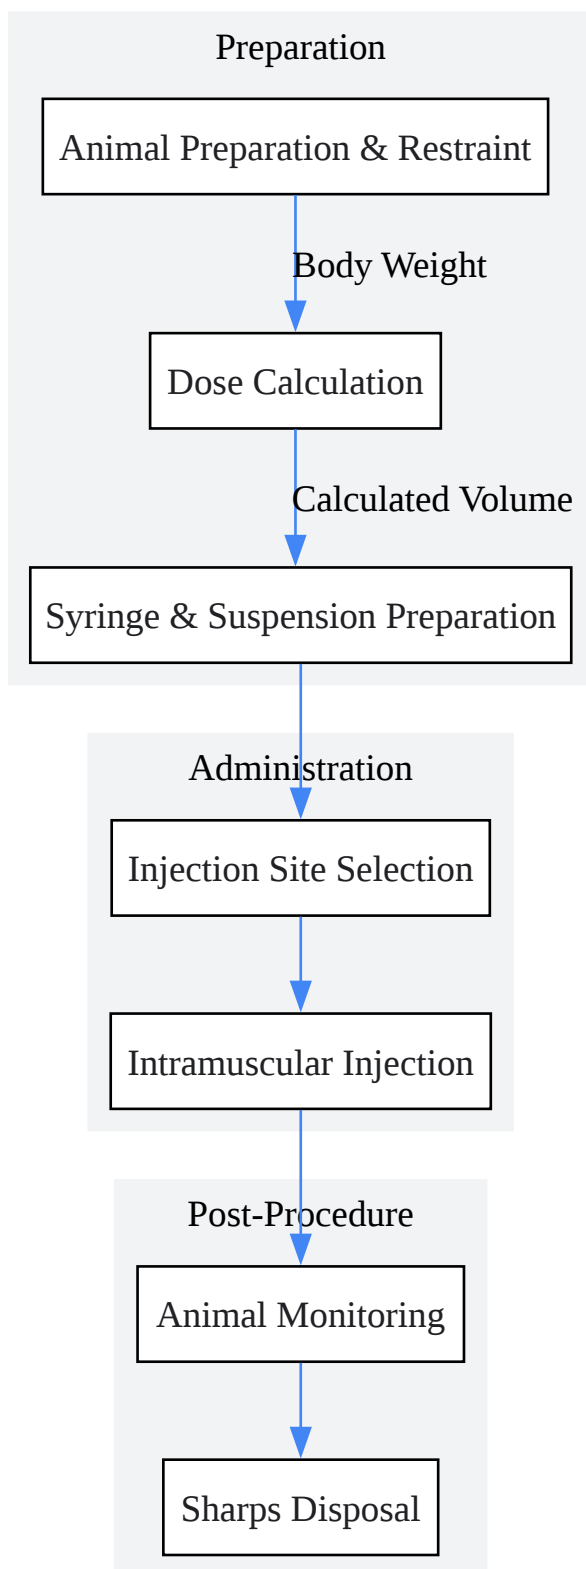 Preparation
Animal Preparation & Restraint
Body Weight
Dose Calculation
Calculated Volume
Syringe & Suspension Preparation
Administration
Injection Site Selection
Intramuscular Injection
Post-Procedure
Animal Monitoring
Sharps Disposal